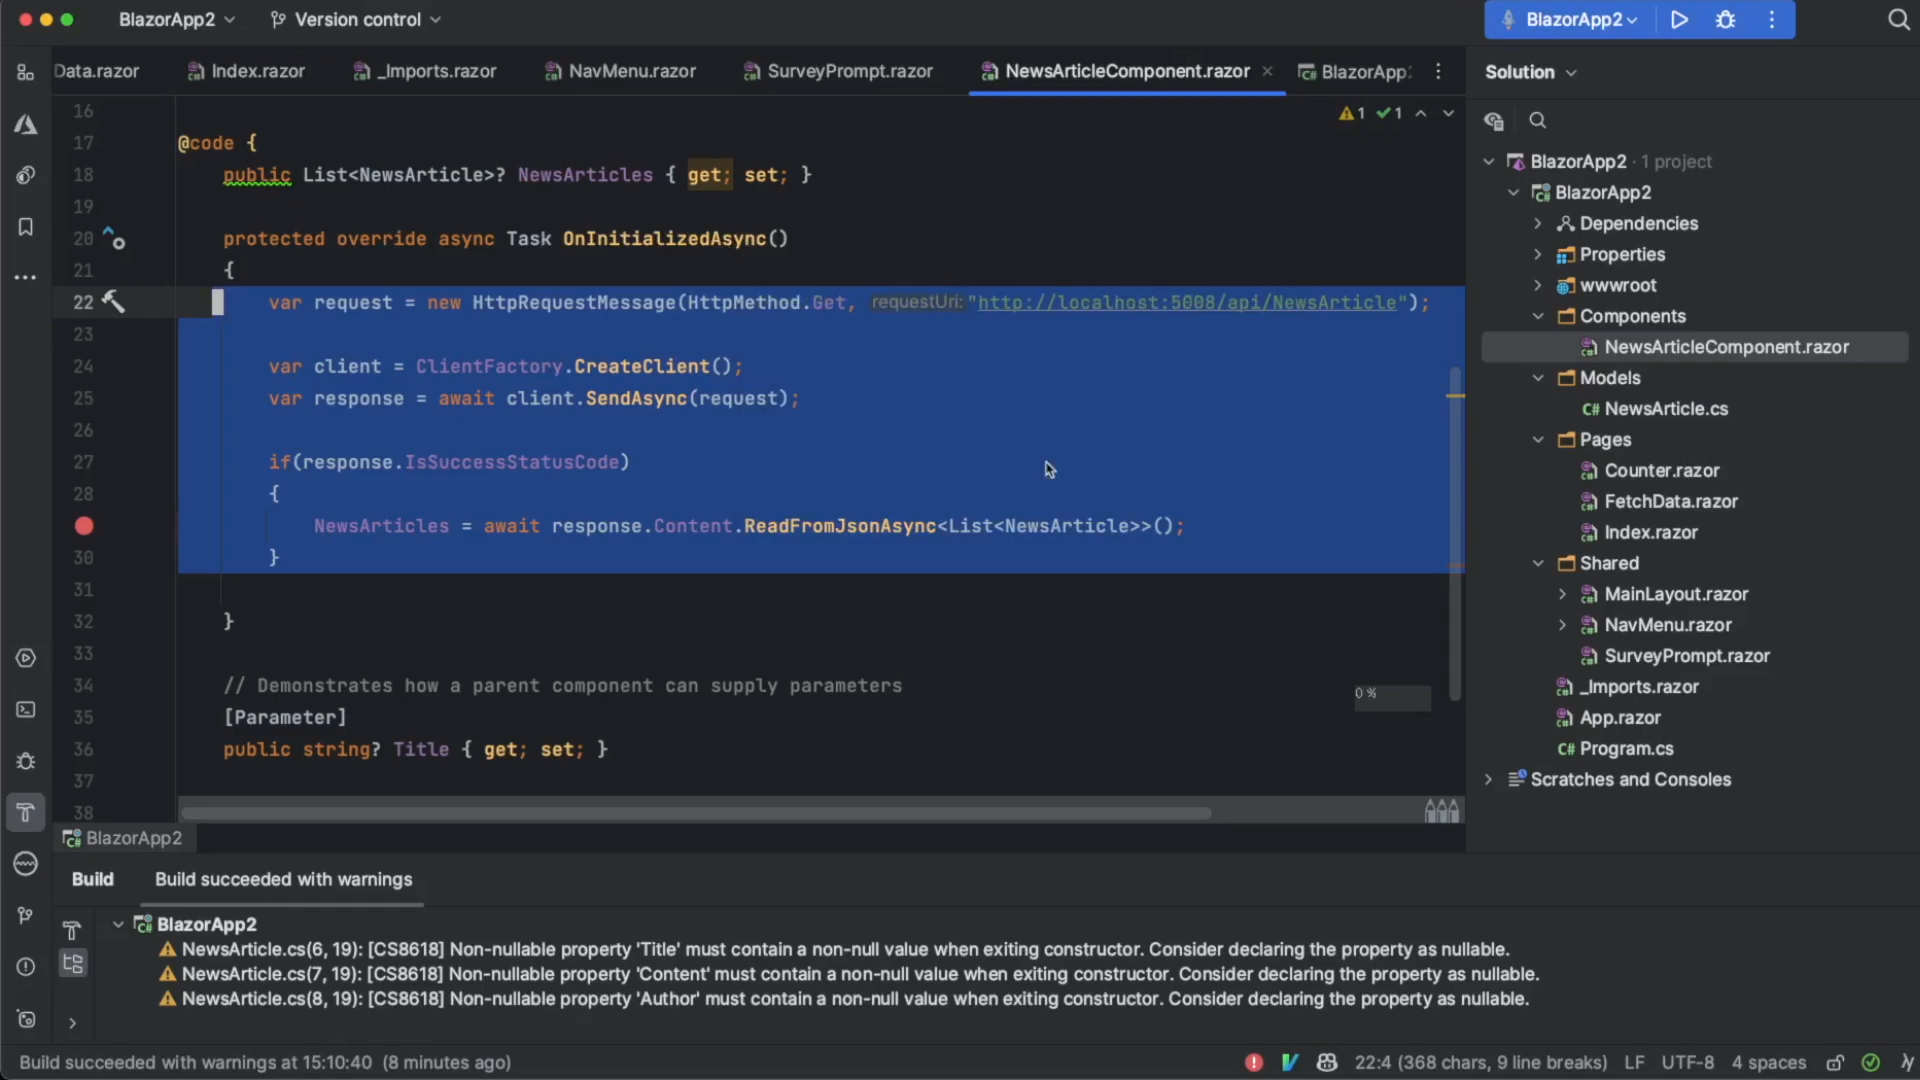 BlazorApp2
Version control
BlazorApp2
Data.razor
Index.razor
_Imports.razor
NavMenu.razor
SurveyPrompt.razor
NewsArticleComponent.razor
BlazorApp
Solution
1
1
16
17 @code {
18 public List<NewsArticle>? NewsArticles { get; set; }
19
20 protected override async Task OnInitializedAsync()
21 {
22 var request = new HttpRequestMessage(HttpMethod.Get, requestUri: "http://localhost:5008/api/NewsArticle");
23
24 var client = ClientFactory.CreateClient();
25 var response = await client.SendAsync(request);
26
27 if(response.IsSuccessStatusCode)
28 {
NewsArticles = await response.Content.ReadFromJsonAsync<List<NewsArticle>>();
30 }
31
32 }
33
34 // Demonstrates how a parent component can supply parameters
35 [Parameter]
36 public string? Title { get; set; }
37
38
0 %
BlazorApp2 · 1 project
BlazorApp2
Dependencies
Properties
wwwroot
Components
NewsArticleComponent.razor
Models
C# NewsArticle.cs
Pages
Counter.razor
FetchData.razor
Index.razor
Shared
MainLayout.razor
NavMenu.razor
SurveyPrompt.razor
_Imports.razor
App.razor
C# Program.cs
Scratches and Consoles
BlazorApp2
Build
Build succeeded with warnings
BlazorApp2
NewsArticle.cs(6, 19): [CS8618] Non-nullable property 'Title' must contain a non-null value when exiting constructor. Consider declaring the property as nullable.
NewsArticle.cs(7, 19): [CS8618] Non-nullable property 'Content' must contain a non-null value when exiting constructor. Consider declaring the property as nullable.
NewsArticle.cs(8, 19): [CS8618] Non-nullable property 'Author' must contain a non-null value when exiting constructor. Consider declaring the property as nullable.
Build succeeded with warnings at 15:10:40 (8 minutes ago)
22:4 (368 chars, 9 line breaks)
LF
UTF-8
4 spaces